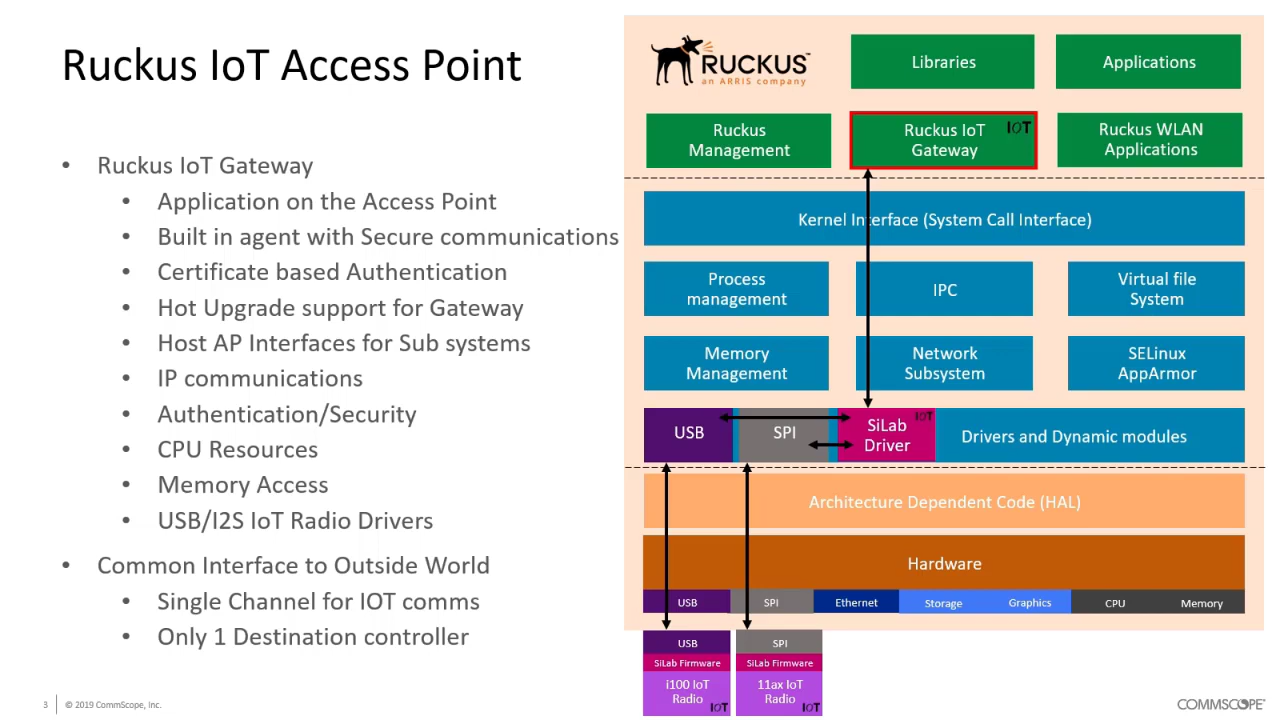 Ruckus IoT Access Point
• Ruckus IoT Gateway
• Application on the Access Point
• Built in agent with Secure communications
• Certificate based Authentication
• Hot Upgrade support for Gateway
• Host AP Interfaces for Sub systems
• IP communications
• Authentication/Security
• CPU Resources
• Memory Access
• USB/I2S IoT Radio Drivers
• Common Interface to Outside World
• Single Channel for IOT comms
• Only 1 Destination controller
RUCKUS™
an ARRIS company
Libraries
Applications
Ruckus
Management
Ruckus IoT
Gateway
IOT
Ruckus WLAN
Applications
Kernel Interface (System Call Interface)
Process
management
IPC
Virtual file
System
Memory
Management
Network
Subsystem
SELinux
AppArmor
USB
SPI
SiLab
Driver
IOT
Drivers and Dynamic modules
Architecture Dependent Code (HAL)
Hardware
USB
SPI
Ethernet
Storage
Graphics
CPU
Memory
USB
SiLab Firmware
i100 IoT
Radio
IOT
SPI
SiLab Firmware
11ax IoT
Radio
IOT
3
© 2019 CommScope, Inc.
COMMSCOPE®